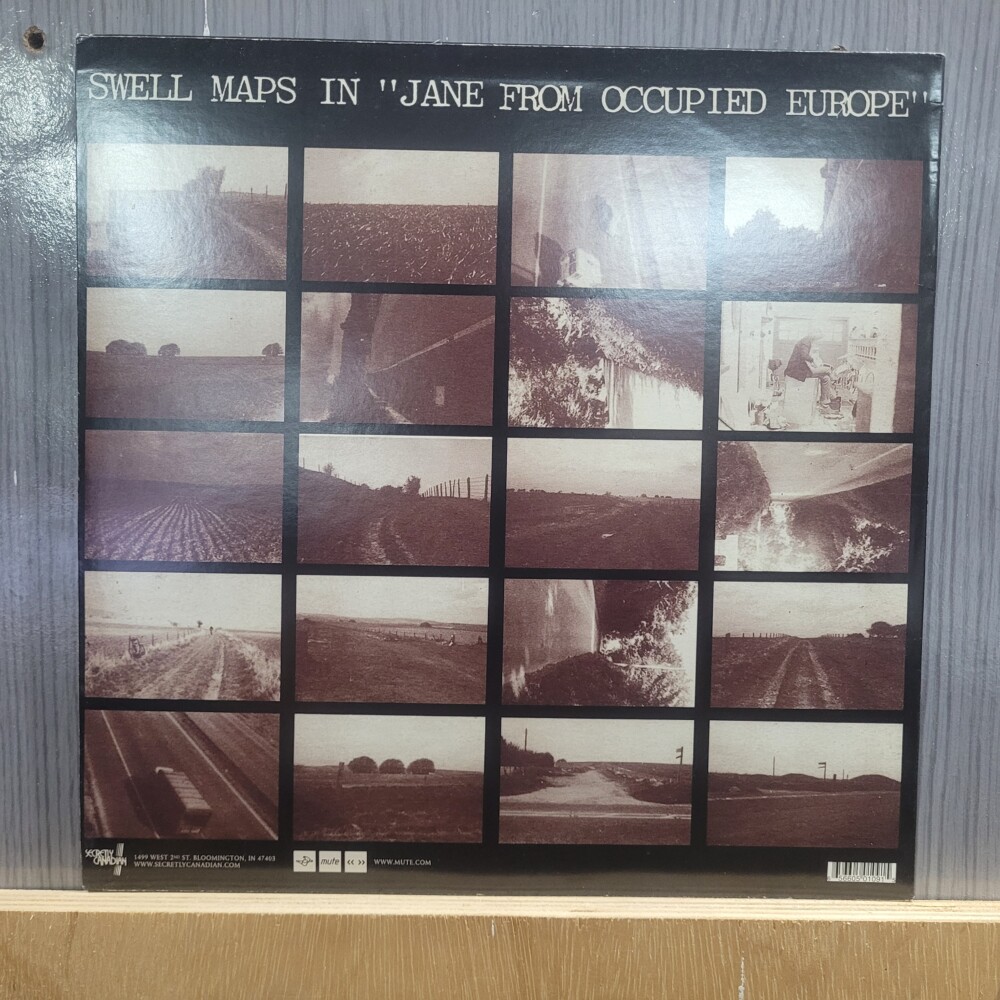 SWELL MAPS IN "JANE FROM OCCUPIED EUROPE"
SECRETLY CANADIAN
1499 WEST 2ND ST. BLOOMINGTON, IN 47403
WWW.SECRETLYCANADIAN.COM
mute
WWW.MUTE.COM